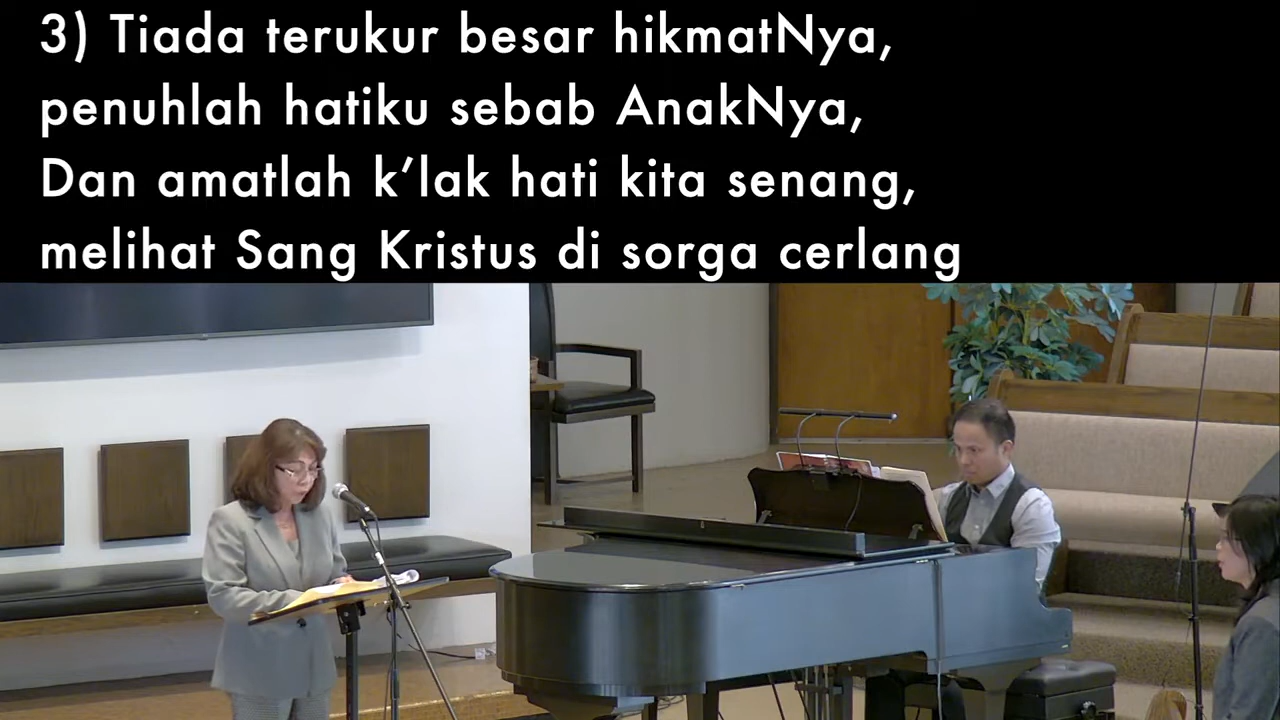 3) Tiada terukur besar hikmatNya,
penuhlah hatiku sebab AnakNya,
Dan amatlah k’lak hati kita senang,
melihat Sang Kristus di sorga cerlang